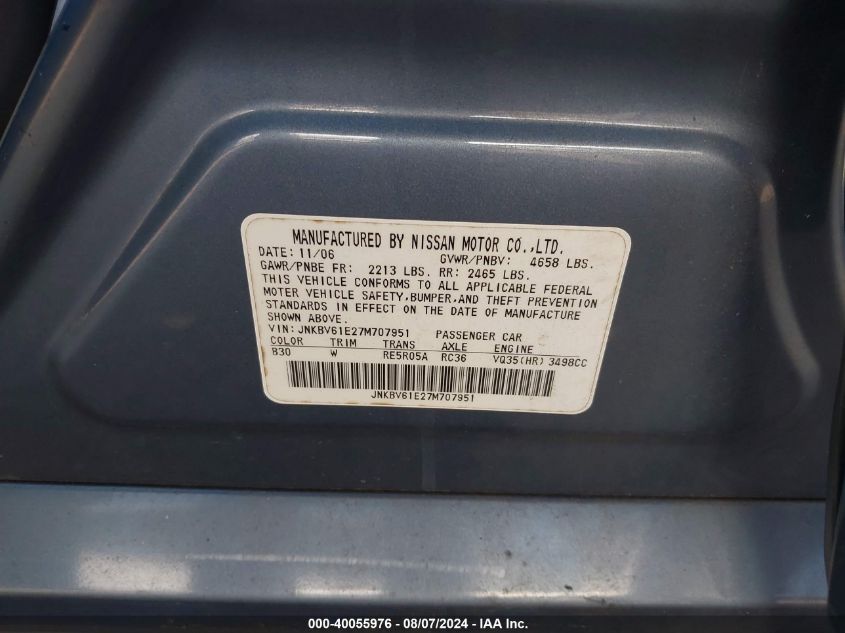 MANUFACTURED BY NISSAN MOTOR CO.,LTD.
DATE: 11/06 GVWR/PNBV: 4658 LBS.
GAWR/PNBE FR: 2213 LBS. RR: 2465 LBS.
THIS VEHICLE CONFORMS TO ALL APPLICABLE FEDERAL
MOTER VEHICLE SAFETY,BUMPER,AND THEFT PREVENTION
STANDARDS IN EFFECT ON THE DATE OF MANUFACTURE
SHOWN ABOVE.
VIN: JNKBV61E27M707951 PASSENGER CAR
COLOR TRIM TRANS AXLE ENGINE
B30 W RE5R05A RC36 VQ35(HR) 3498CC
JNKBV61E27M707951
000-40055976 - 08/07/2024 - IAA Inc.